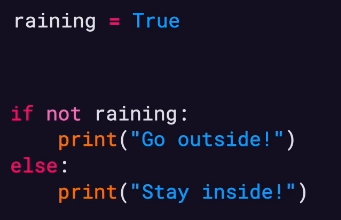 raining = True
if not raining:
    print("Go outside!")
else:
    print("Stay inside!")